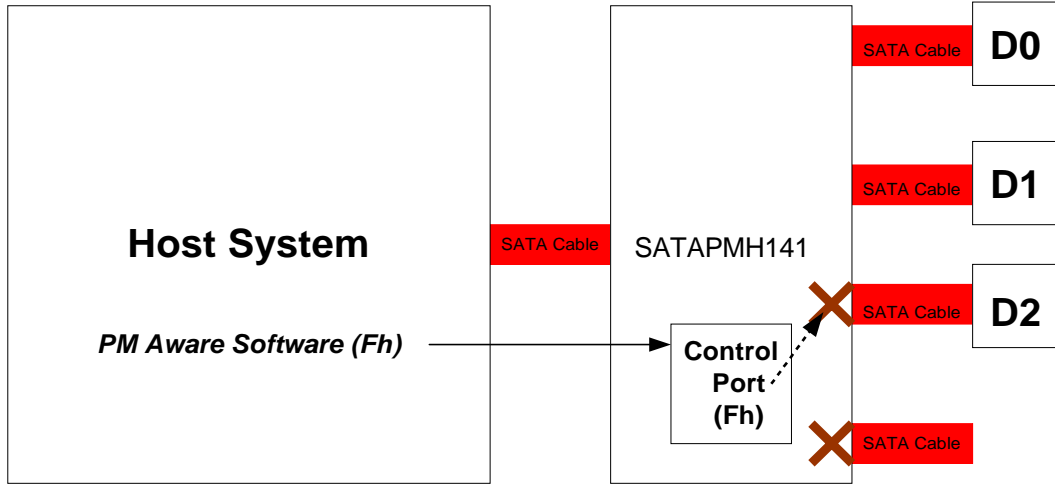 SATA Cable
D0
SATA Cable
D1
Host System
SATA Cable
SATAPMH141
SATA Cable
D2
PM Aware Software (Fh)
Control
Port
(Fh)
SATA Cable